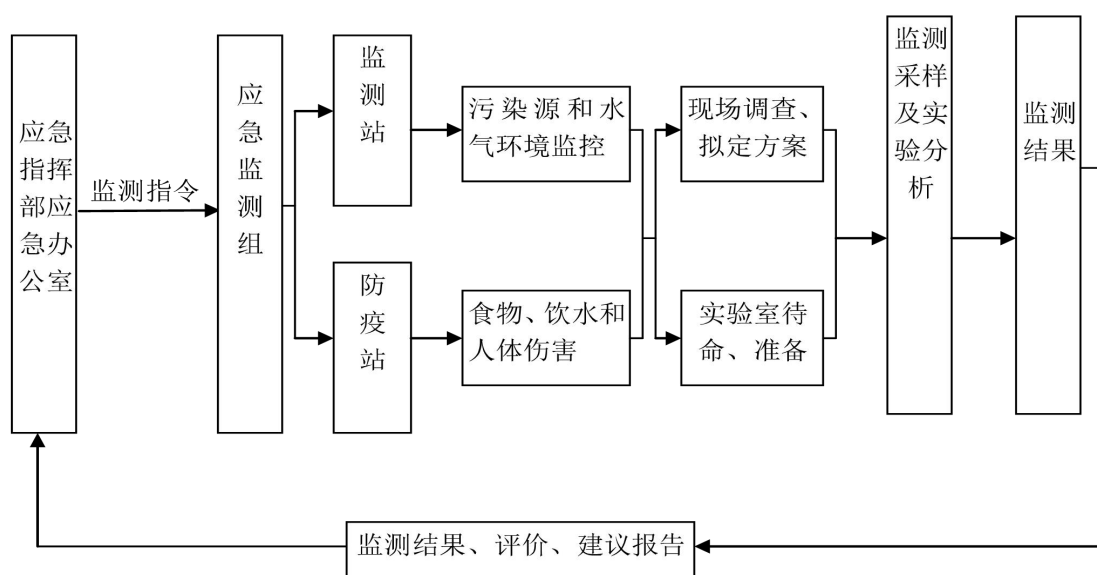 应急
指挥
部应
急办
公室
监测指令
应
急
监
测
组
监
测
站
防
疫
站
污染源和水
气环境监控
食物、饮水和
人体伤害
现场调查、
拟定方案
实验室待
命、准备
监测
采样
及实
验分
析
监测
结果
监测结果、评价、建议报告